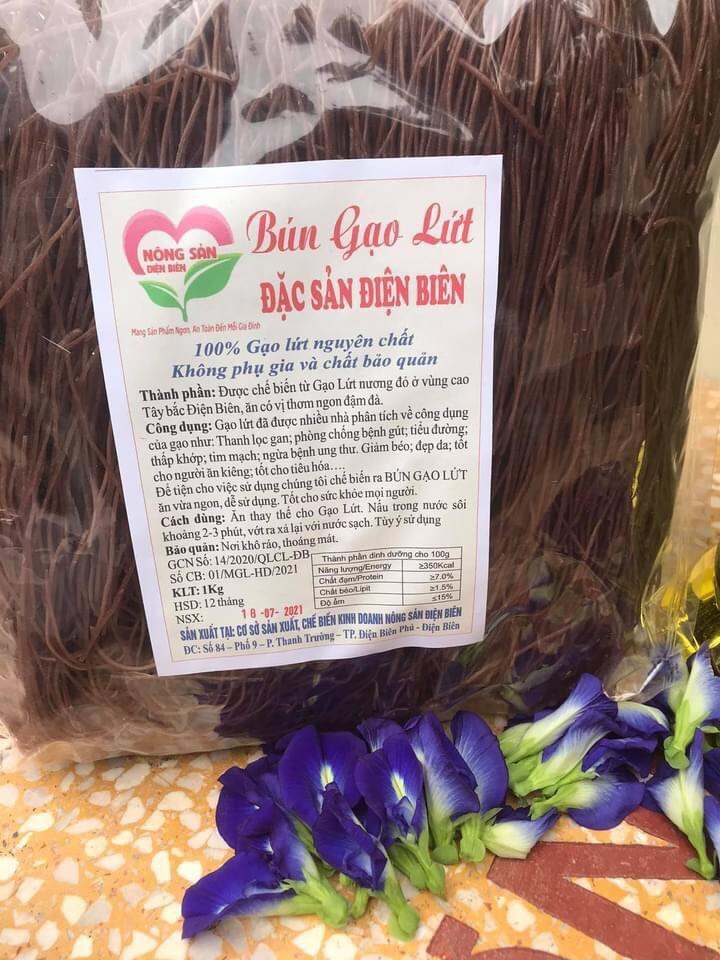 NÔNG SẢN
ĐIỆN BIÊN
Mang Sản Phẩm Ngon, An Toàn Đến Mỗi Gia Đình
Bún Gạo Lứt
ĐẶC SẢN ĐIỆN BIÊN
100% Gạo lứt nguyên chất
Không phụ gia và chất bảo quản
Thành phần: Được chế biến từ Gạo Lứt nương đỏ ở vùng cao
Tây bắc Điện Biên, ăn có vị thơm ngon đậm đà.
Công dụng: Gạo lứt đã được nhiều nhà phân tích về công dụng
của gạo như: Thanh lọc gan; phòng chống bệnh gút; tiểu đường;
thấp khớp; tim mạch; ngừa bệnh ung thư. Giảm béo; đẹp da; tốt
cho người ăn kiêng; tốt cho tiêu hóa….
Để tiện cho việc sử dụng chúng tôi chế biến ra BÚN GẠO LỨT
ăn vừa ngon, dễ sử dụng. Tốt cho sức khỏe mọi người.
Cách dùng: Ăn thay thế cho Gạo Lứt. Nấu trong nước sôi
khoảng 2-3 phút, vớt ra xả lại với nước sạch. Tùy ý sử dụng
Bảo quản: Nơi khô ráo, thoáng mát.
GCN Số: 14/2020/QLCL-ĐB
Số CB: 01/MGL-HD/2021
KLT: 1Kg
HSD: 12 tháng
NSX: 18-07-2021
Thành phần dinh dưỡng cho 100g
Năng lượng/Energy ≥350Kcal
Chất đạm/Protein ≥7.0%
Chất béo/Lipit ≥1.5%
Độ ẩm ≤15%
SẢN XUẤT TẠI: CƠ SỞ SẢN XUẤT, CHẾ BIẾN KINH DOANH NÔNG SẢN ĐIỆN BIÊN
ĐC: Số 84 – Phố 9 – P. Thanh Trường – TP. Điện Biên Phủ - Điện Biên